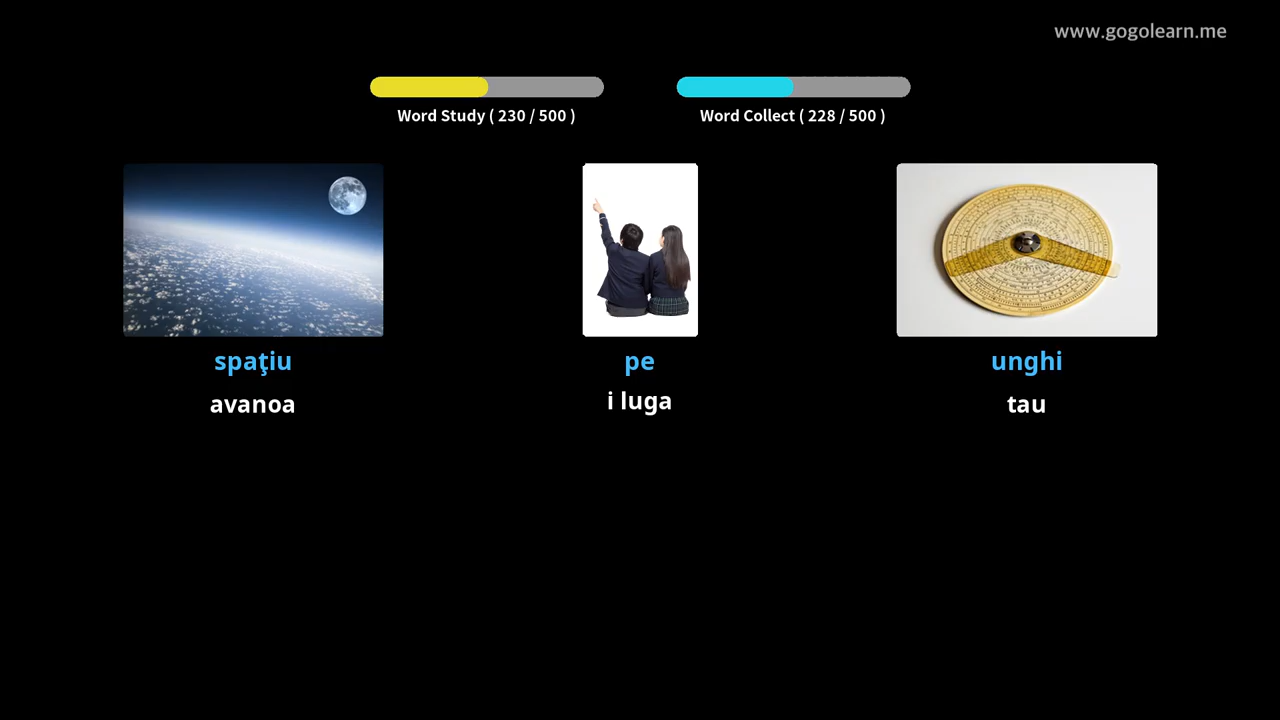 www.gogolearn.me
Word Study ( 230 / 500 )
Word Collect ( 228 / 500 )
spaţiu
pe
unghi
avanoa
i luga
tau